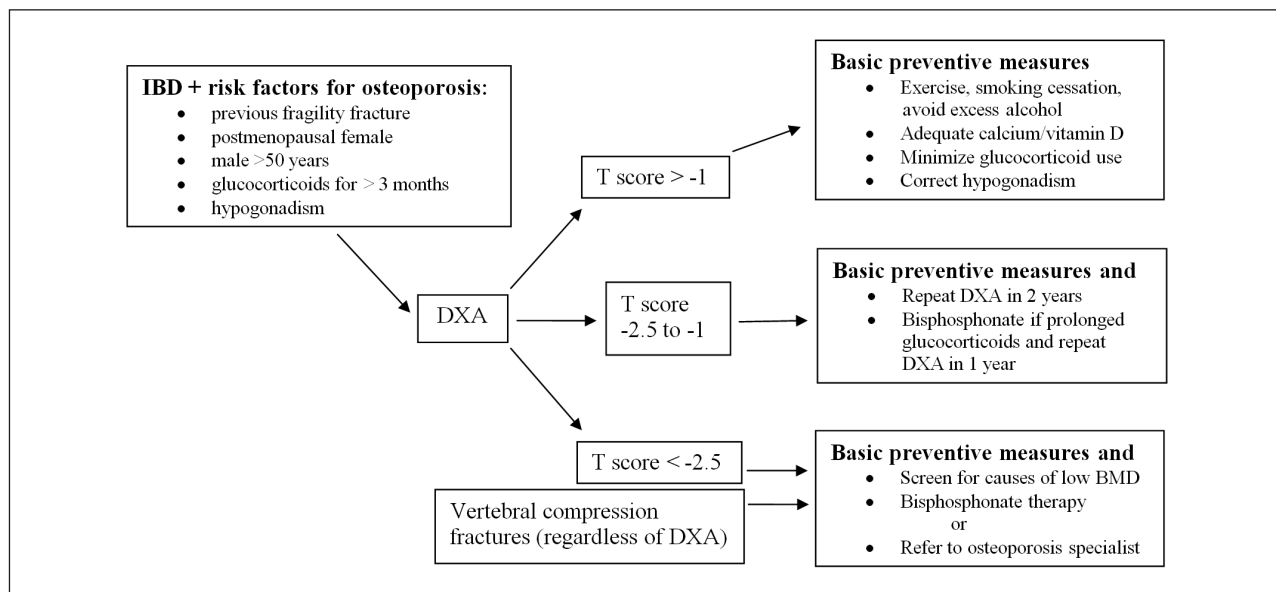 IBD + risk factors for osteoporosis:
• previous fragility fracture
• postmenopausal female
• male >50 years
• glucocorticoids for > 3 months
• hypogonadism
DXA
T score > -1
Basic preventive measures
• Exercise, smoking cessation,
avoid excess alcohol
• Adequate calcium/vitamin D
• Minimize glucocorticoid use
• Correct hypogonadism
T score
-2.5 to -1
Basic preventive measures and
• Repeat DXA in 2 years
• Bisphosphonate if prolonged
glucocorticoids and repeat
DXA in 1 year
T score < -2.5
Vertebral compression
fractures (regardless of DXA)
Basic preventive measures and
• Screen for causes of low BMD
• Bisphosphonate therapy
or
• Refer to osteoporosis specialist